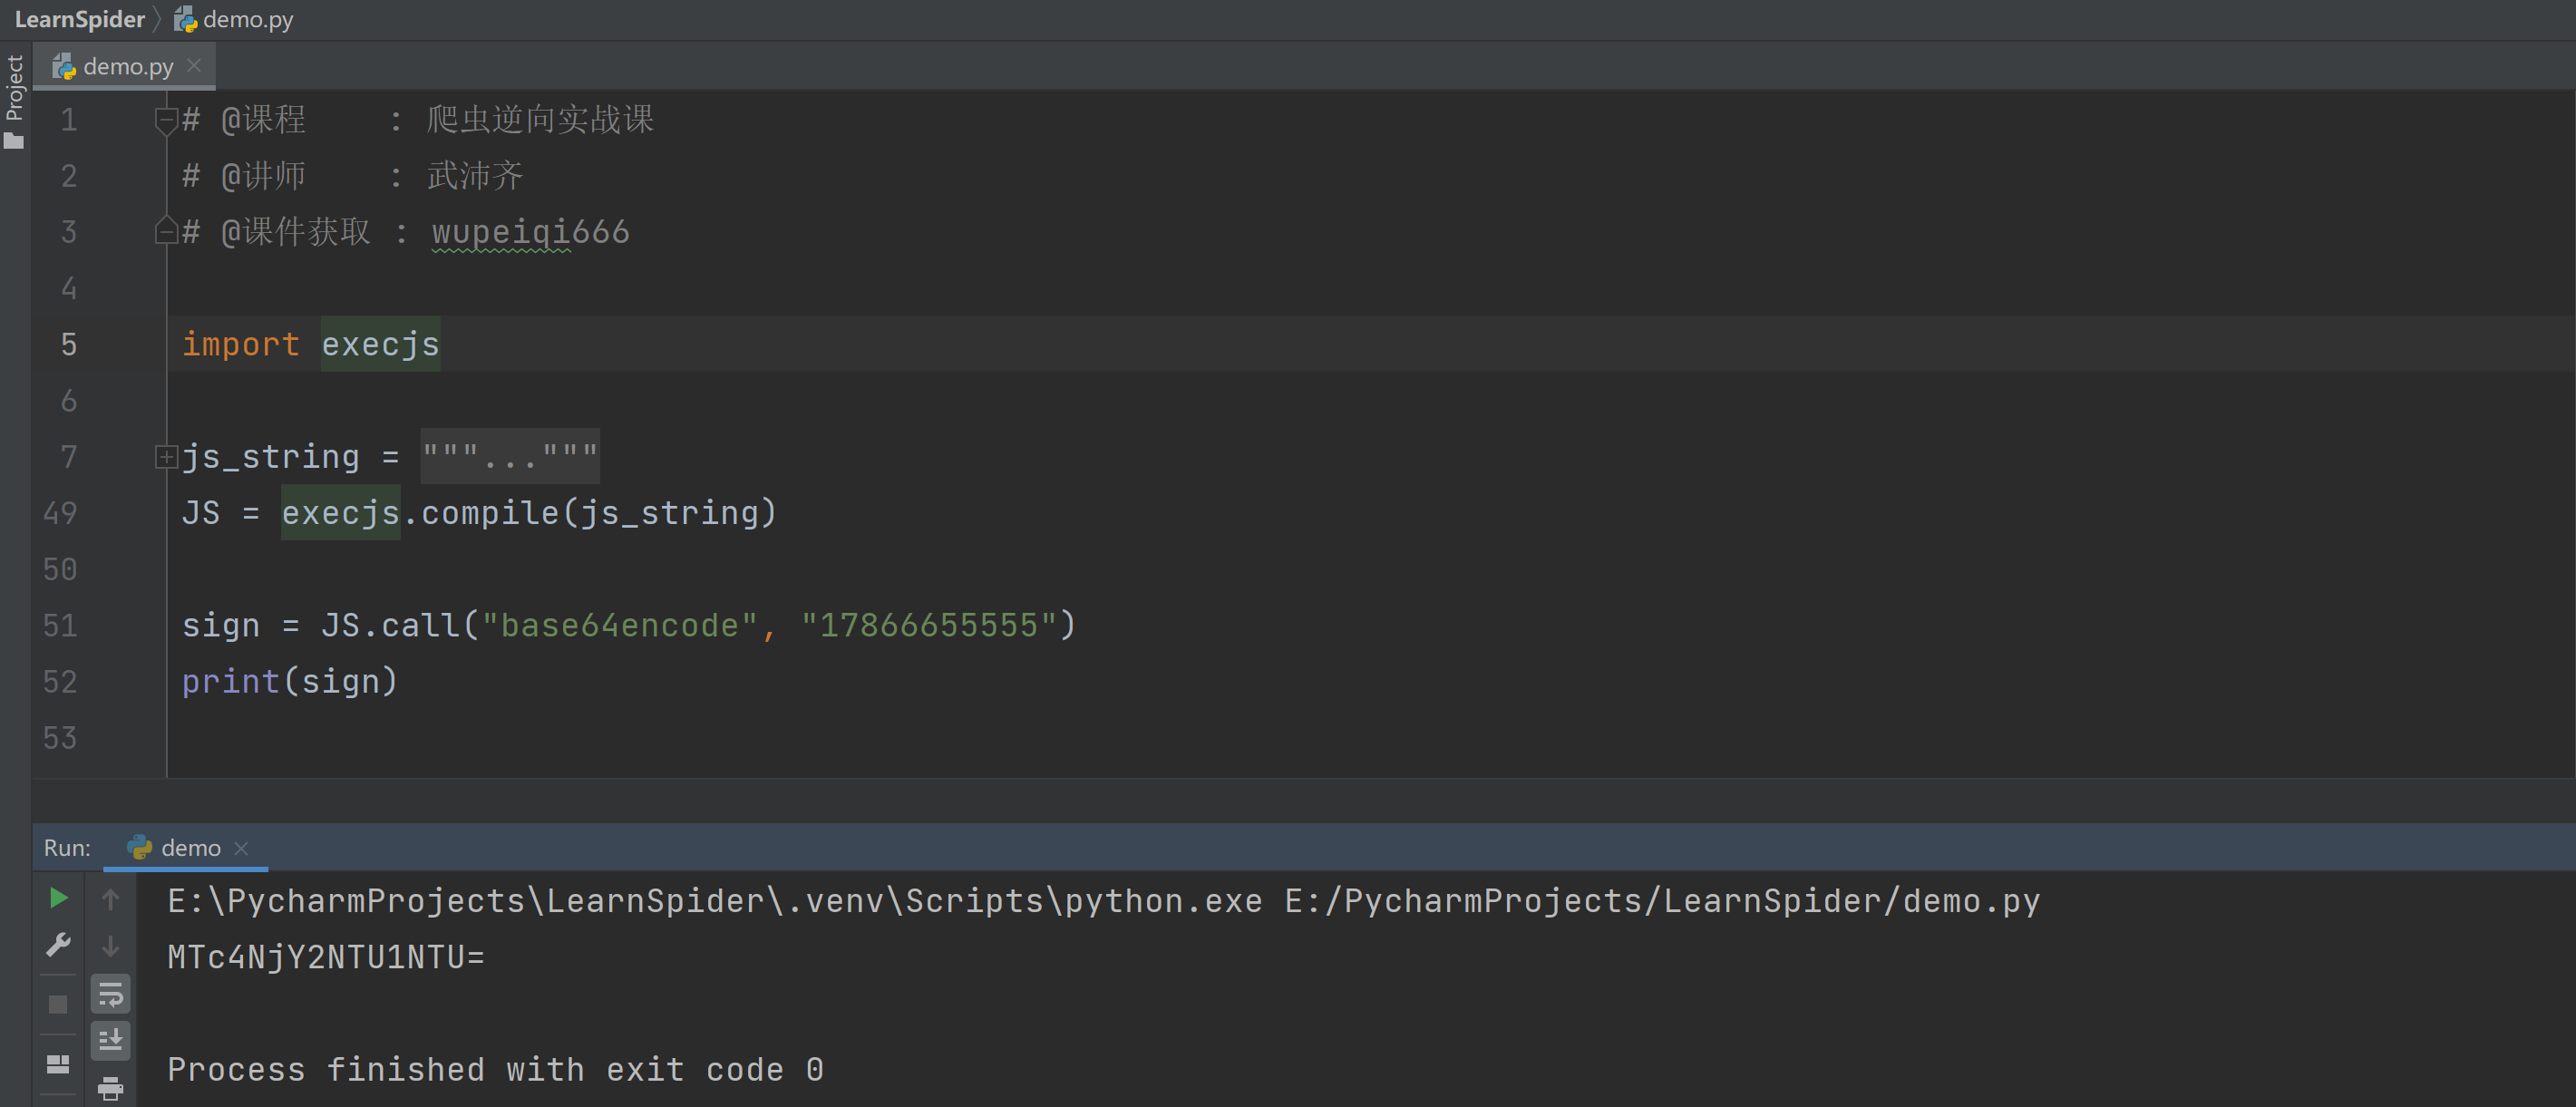 LearnSpider demo.py
Project
demo.py
1 # @课程 : 爬虫逆向实战课
2 # @讲师 : 武沛齐
3 # @课件获取 : wupeiqi666
4
5 import execjs
6
7 js_string = """..."""
49 JS = execjs.compile(js_string)
50
51 sign = JS.call("base64encode", "17866655555")
52 print(sign)
53
Run: demo
E:\PycharmProjects\LearnSpider\.venv\Scripts\python.exe E:/PycharmProjects/LearnSpider/demo.py
MTc4NjY2NTU1NTU=
Process finished with exit code 0